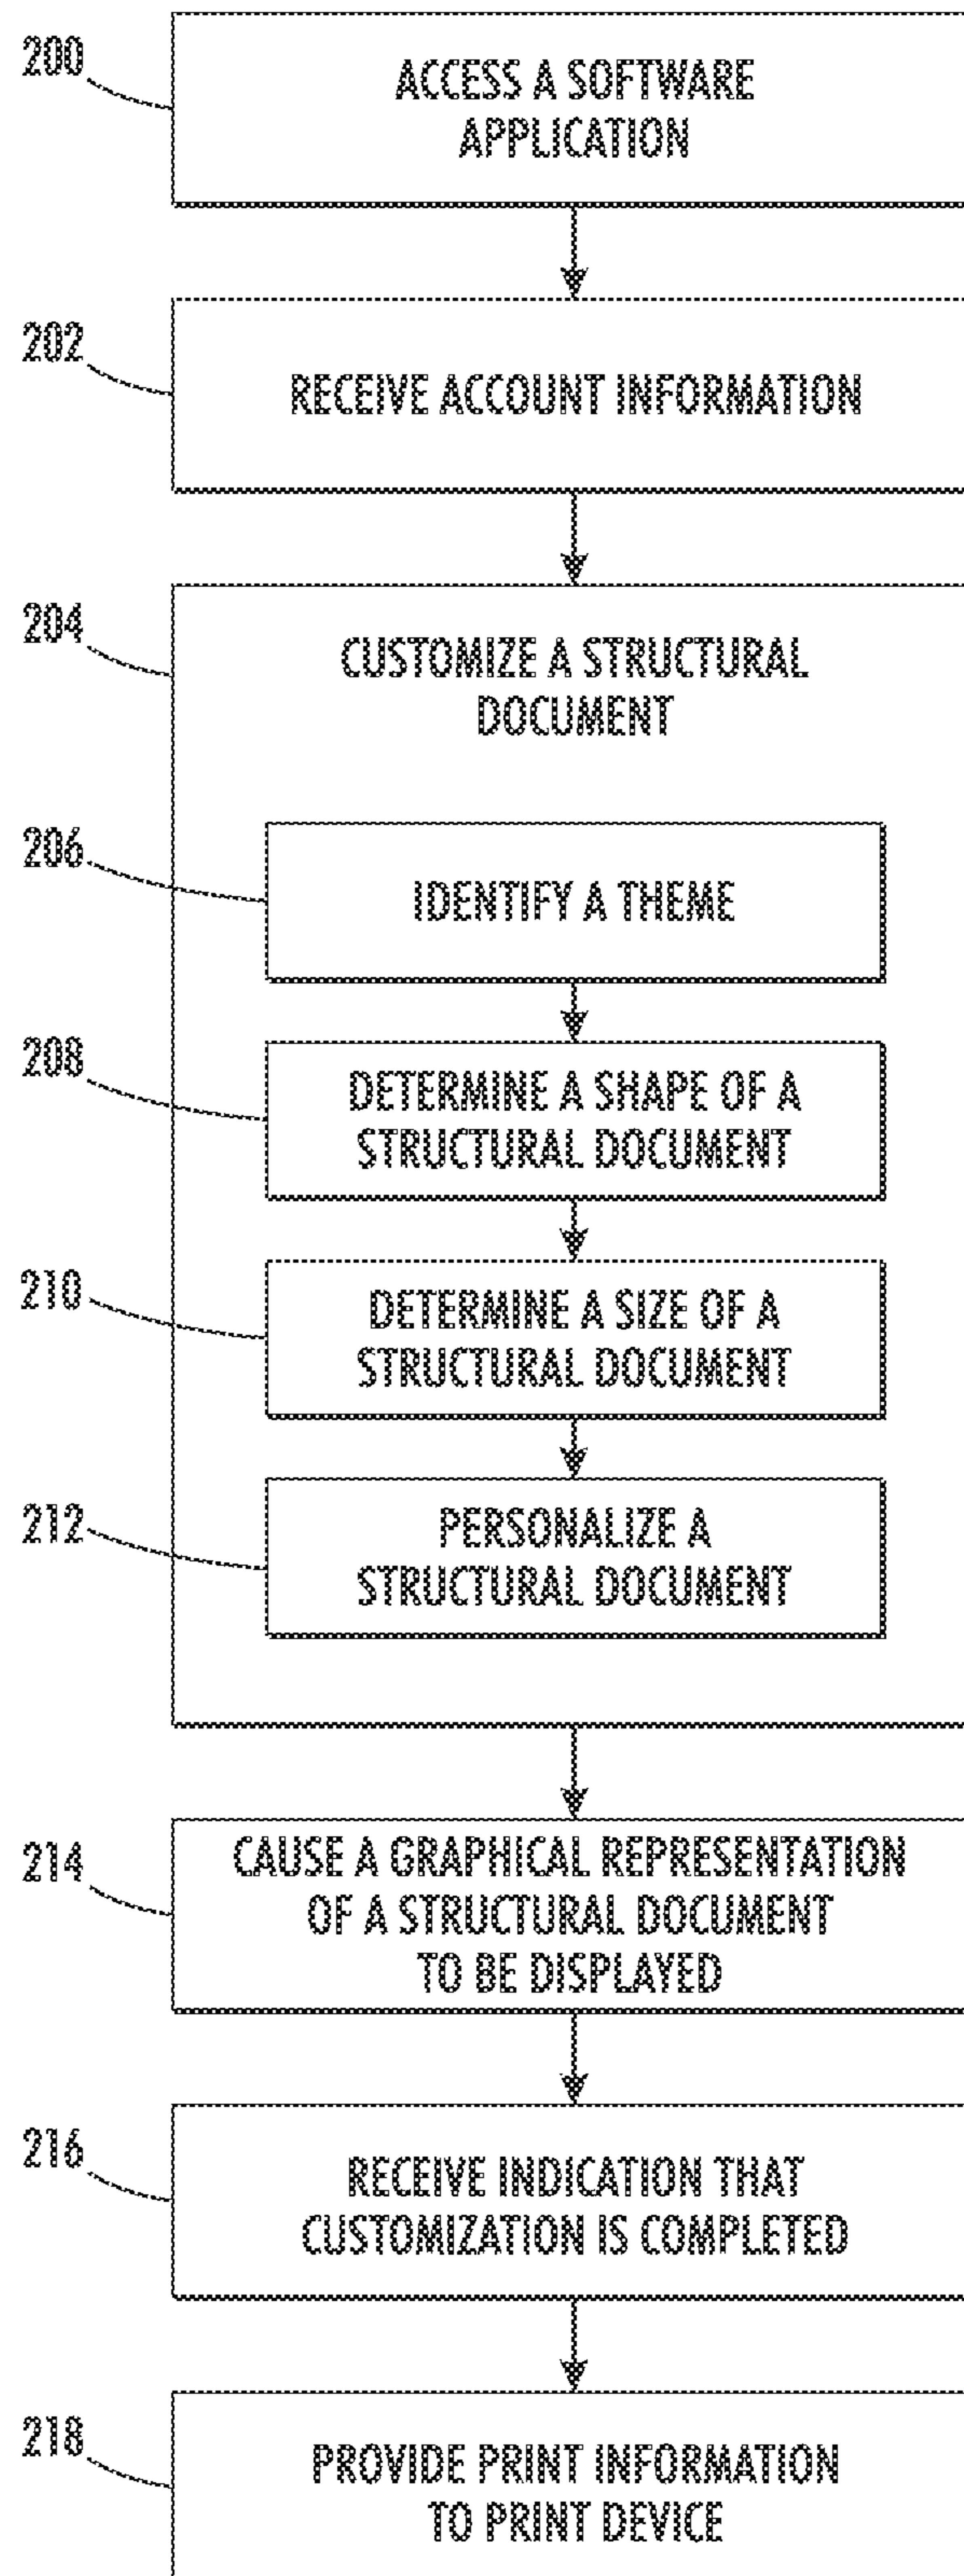 200
ACCESS A SOFTWARE
APPLICATION
202
RECEIVE ACCOUNT INFORMATION
204
CUSTOMIZE A STRUCTURAL
DOCUMENT
206
IDENTIFY A THEME
208
DETERMINE A SHAPE OF A
STRUCTURAL DOCUMENT
210
DETERMINE A SIZE OF A
STRUCTURAL DOCUMENT
212
PERSONALIZE A
STRUCTURAL DOCUMENT
214
CAUSE A GRAPHICAL REPRESENTATION
OF A STRUCTURAL DOCUMENT
TO BE DISPLAYED
216
RECEIVE INDICATION THAT
CUSTOMIZATION IS COMPLETED
218
PROVIDE PRINT INFORMATION
TO PRINT DEVICE